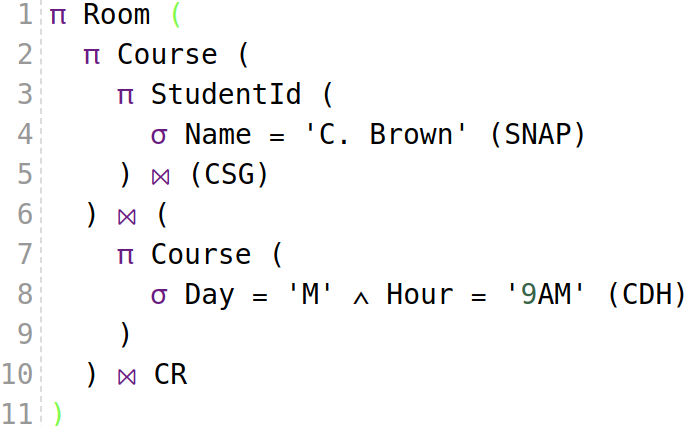 1 π Room (
2   π Course (
3     π StudentId (
4       σ Name = 'C. Brown' (SNAP)
5     ) ⨝ (CSG)
6   ) ⨝ (
7     π Course (
8       σ Day = 'M' ∧ Hour = '9AM' (CDH)
9     )
10   ) ⨝ CR
11 )